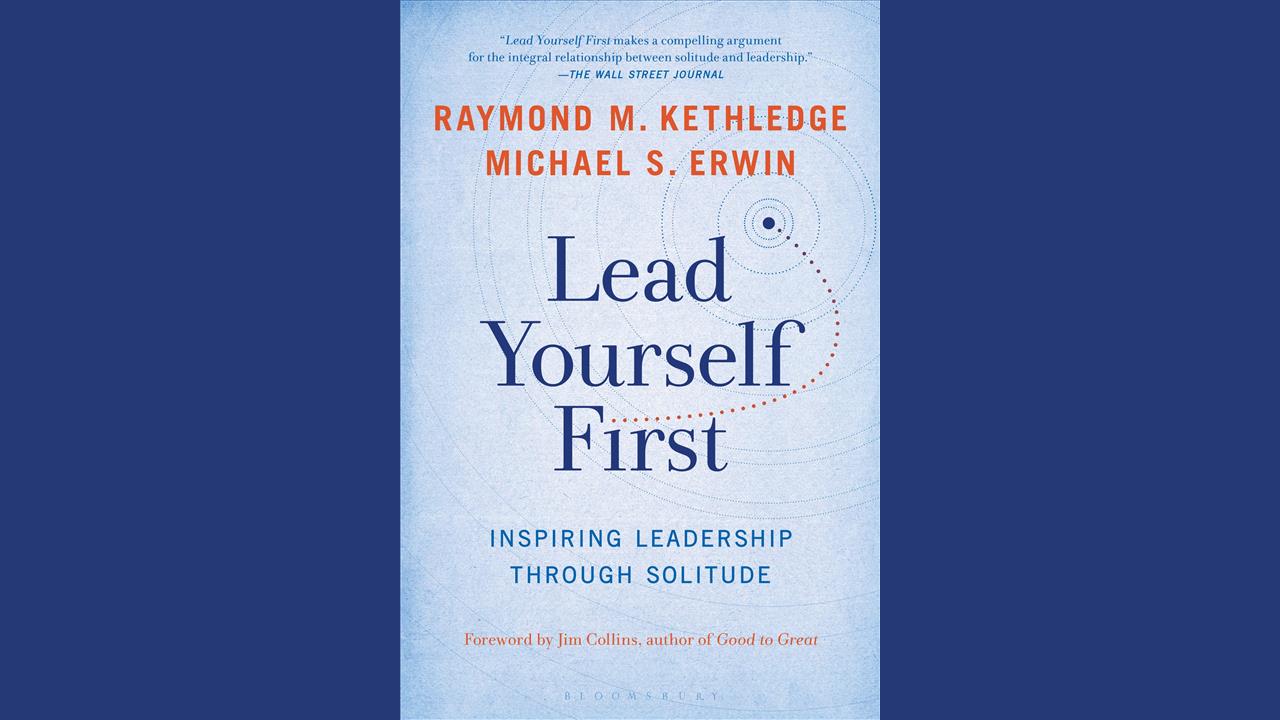 “Lead Yourself First makes a compelling argument
for the integral relationship between solitude and leadership.”
—THE WALL STREET JOURNAL
RAYMOND M. KETHLEDGE
MICHAEL S. ERWIN
Lead
Yourself
First
INSPIRING LEADERSHIP
THROUGH SOLITUDE
Foreword by Jim Collins, author of Good to Great
BLOOMSBURY